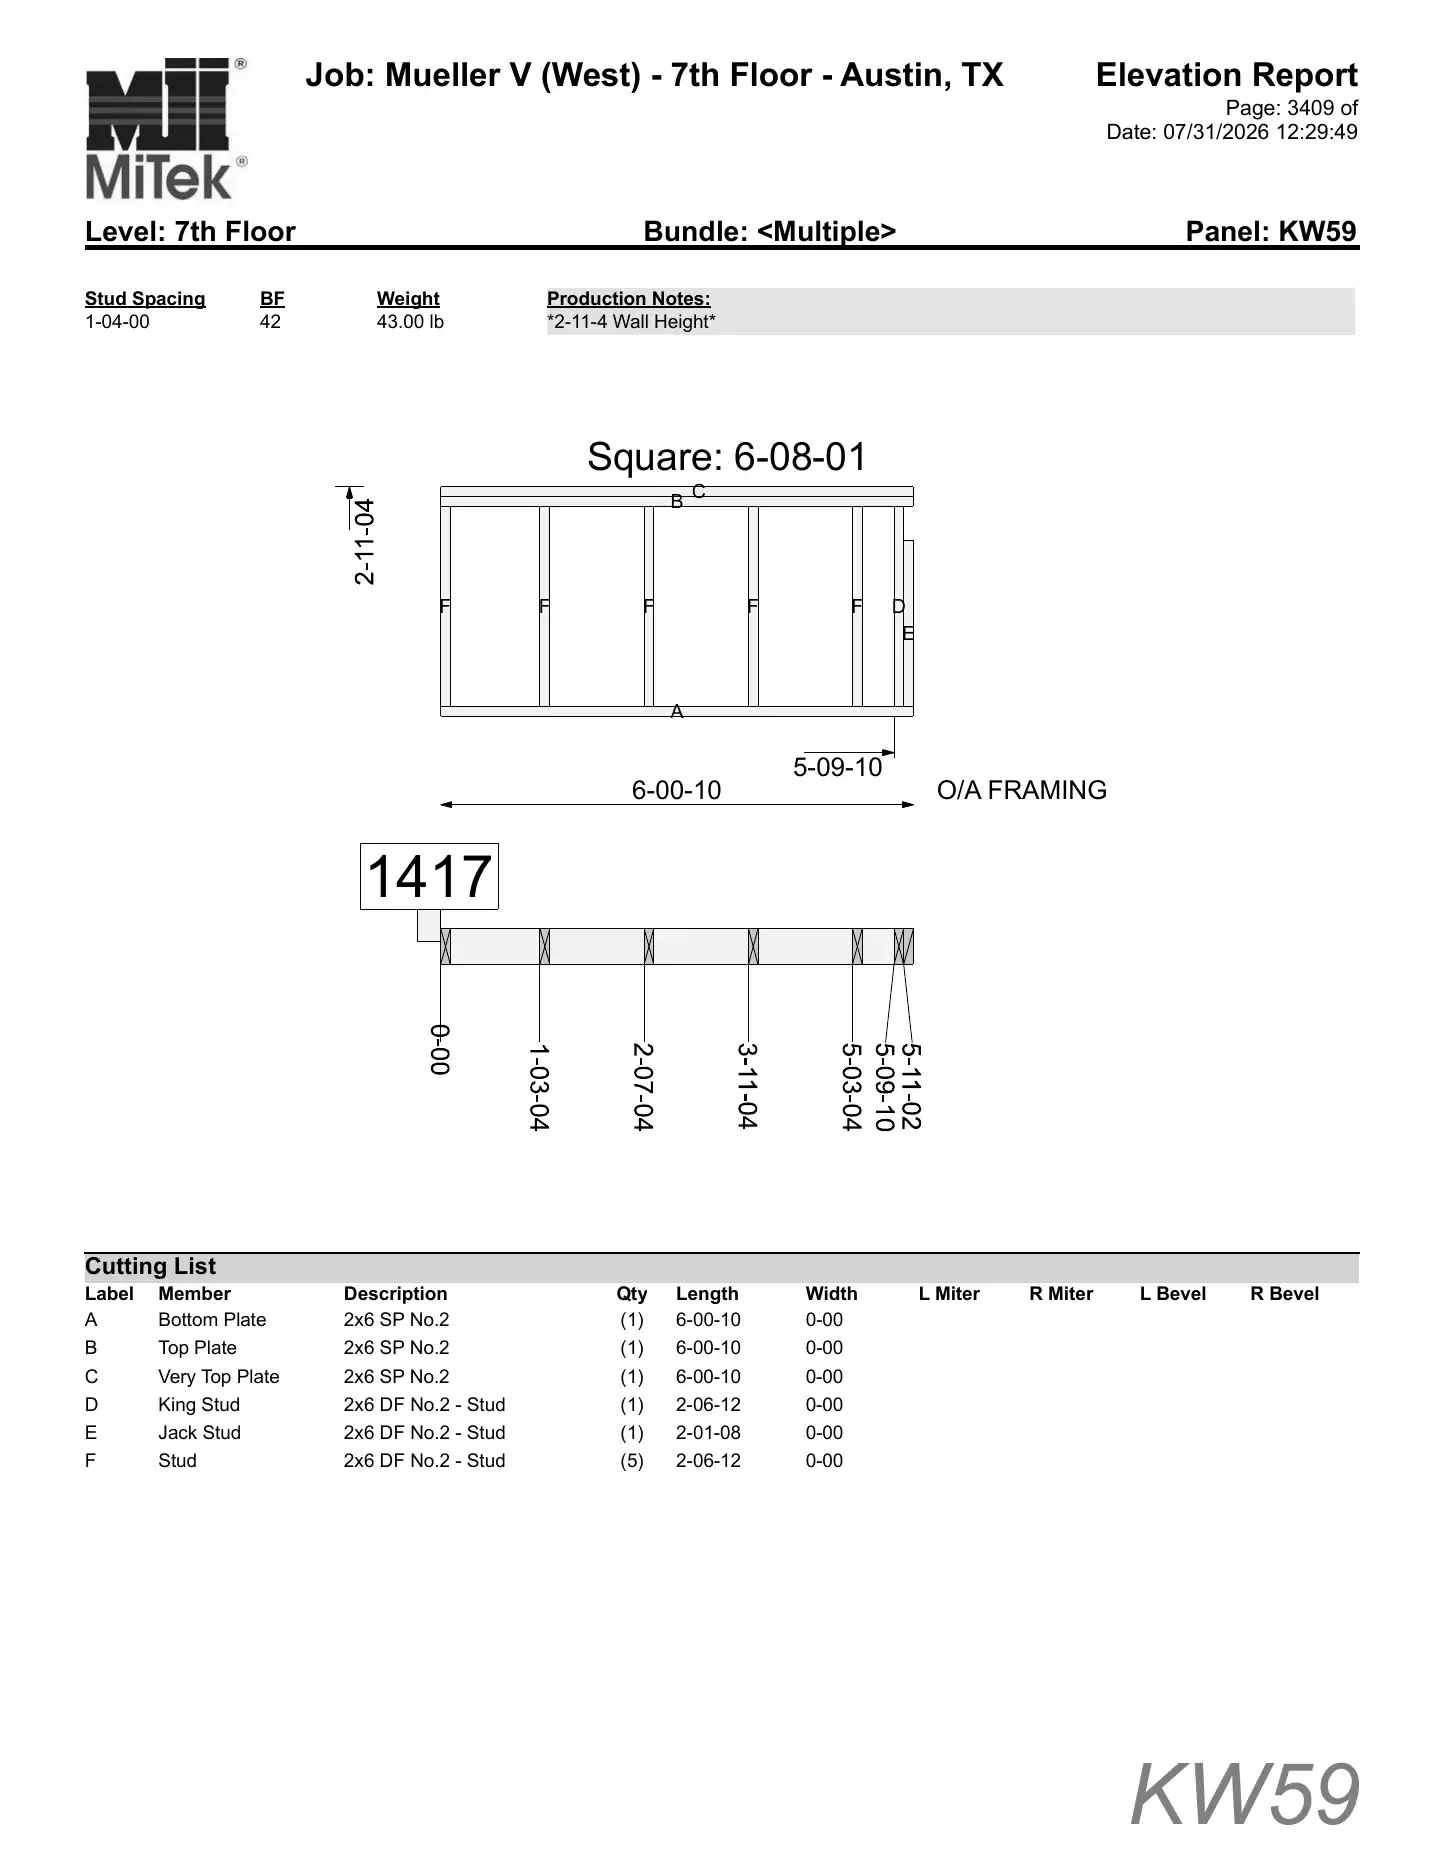 Job: Mueller V (West) - 7th Floor - Austin, TX
Elevation Report
Page: 3409 of
Date: 07/31/2026 12:29:49
MiTek®
Level: 7th Floor Bundle: <Multiple> Panel: KW59
Stud Spacing BF Weight Production Notes:
1-04-00 42 43.00 lb *2-11-4 Wall Height*
Square: 6-08-01
C
B
2-11-04
F F F F F D
E
A
5-09-10
6-00-10 O/A FRAMING
1417
0-00 1-03-04 2-07-04 3-11-04 5-03-04 5-09-10 5-11-02
Cutting List
Label Member Description Qty Length Width L Miter R Miter L Bevel R Bevel
A Bottom Plate 2x6 SP No.2 (1) 6-00-10 0-00
B Top Plate 2x6 SP No.2 (1) 6-00-10 0-00
C Very Top Plate 2x6 SP No.2 (1) 6-00-10 0-00
D King Stud 2x6 DF No.2 - Stud (1) 2-06-12 0-00
E Jack Stud 2x6 DF No.2 - Stud (1) 2-01-08 0-00
F Stud 2x6 DF No.2 - Stud (5) 2-06-12 0-00
KW59